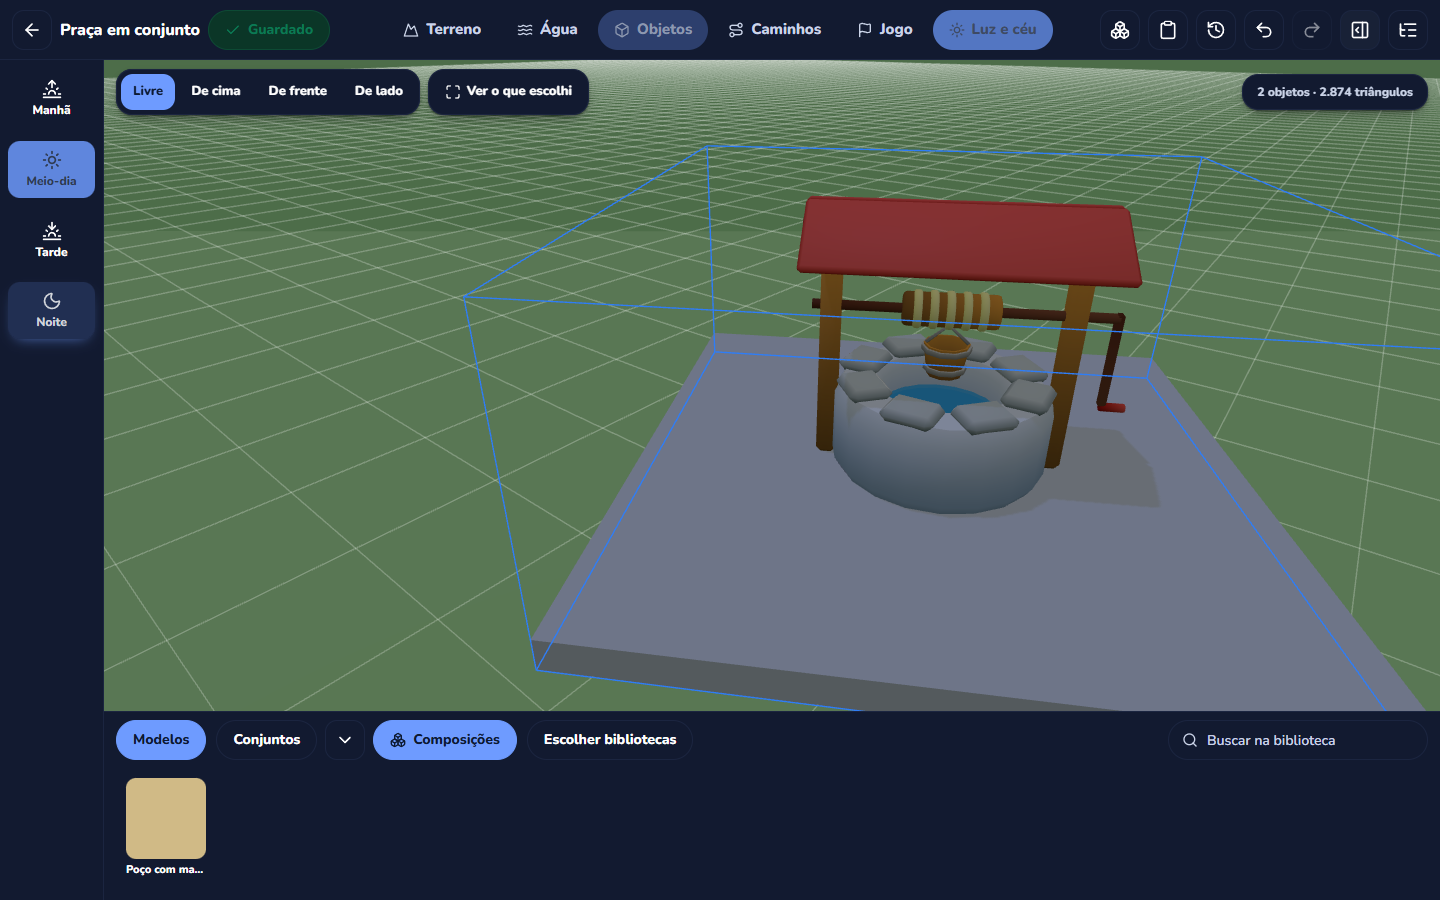 Praça em conjunto
Guardado
Terreno
Água
Objetos
Caminhos
Jogo
Luz e céu
Manhã
Meio-dia
Tarde
Noite
Livre
De cima
De frente
De lado
Ver o que escolhi
2 objetos · 2.874 triângulos
Modelos
Conjuntos
Composições
Escolher bibliotecas
Buscar na biblioteca
Poço com ma...